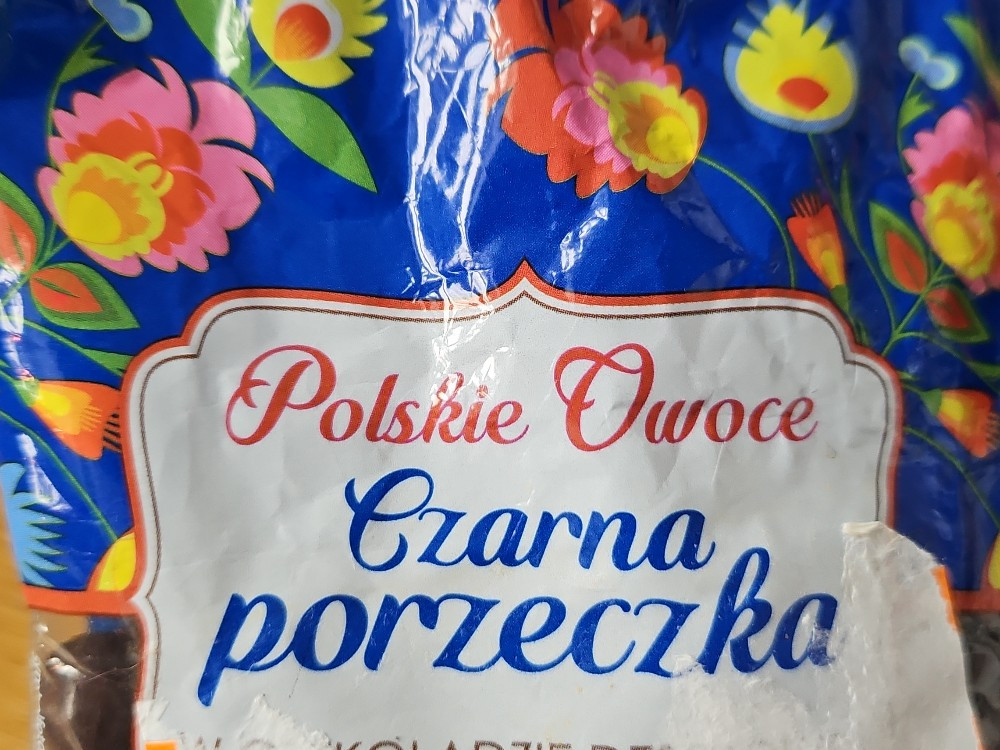 Polskie Owoce
Czarna
porzeczka